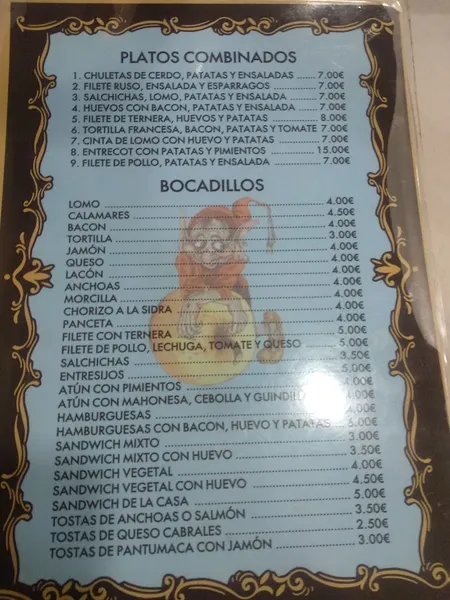 PLATOS COMBINADOS
1. CHULETAS DE CERDO, PATATAS Y ENSALADAS ...... 7.00€
2. FILETE RUSO, ENSALADA Y ESPARRAGOS ...... 7.00€
3. SALCHICHAS, LOMO, PATATAS Y ENSALADA ...... 7.00€
4. HUEVOS CON BACON, PATATAS Y ENSALADA ...... 7.00€
5. FILETE DE TERNERA, HUEVOS Y PATATAS ...... 8.00€
6. TORTILLA FRANCESA, BACON, PATATAS Y TOMATE 7.00€
7. CINTA DE LOMO CON HUEVO Y PATATAS ...... 7.00€
8. ENTRECOT CON PATATAS Y PIMIENTOS ...... 15.00€
9. FILETE DE POLLO, PATATAS Y ENSALADA ...... 7.00€
BOCADILLOS
LOMO ...... 4.00€
CALAMARES ...... 4.50€
BACON ...... 4.00€
TORTILLA ...... 3.00€
JAMÓN ...... 4.00€
QUESO ...... 4.00€
LACÓN ...... 4.00€
ANCHOAS ...... 4.00€
MORCILLA ...... 4.00€
CHORIZO A LA SIDRA ...... 4.00€
PANCETA ...... 4.00€
FILETE CON TERNERA ...... 5.00€
FILETE DE POLLO, LECHUGA, TOMATE Y QUESO ...... 5.00€
SALCHICHAS ...... 3.50€
ENTRESIJOS ...... 5.00€
ATÚN CON PIMIENTOS ...... 4.00€
ATÚN CON MAHONESA, CEBOLLA Y
HAMBURGUESAS ......
HAMBURGUESAS CON BACON, HUEVO Y PATATAS 6.00€
SANDWICH MIXTO ...... 3.00€
SANDWICH MIXTO CON HUEVO ...... 3.50€
SANDWICH VEGETAL ...... 4.00€
SANDWICH VEGETAL CON HUEVO ...... 4.50€
SANDWICH DE LA CASA ...... 5.00€
TOSTAS DE ANCHOAS O SALMÓN ...... 3.50€
TOSTAS DE QUESO CABRALES ...... 2.50€
TOSTAS DE PANTUMACA CON JAMÓN ...... 3.00€